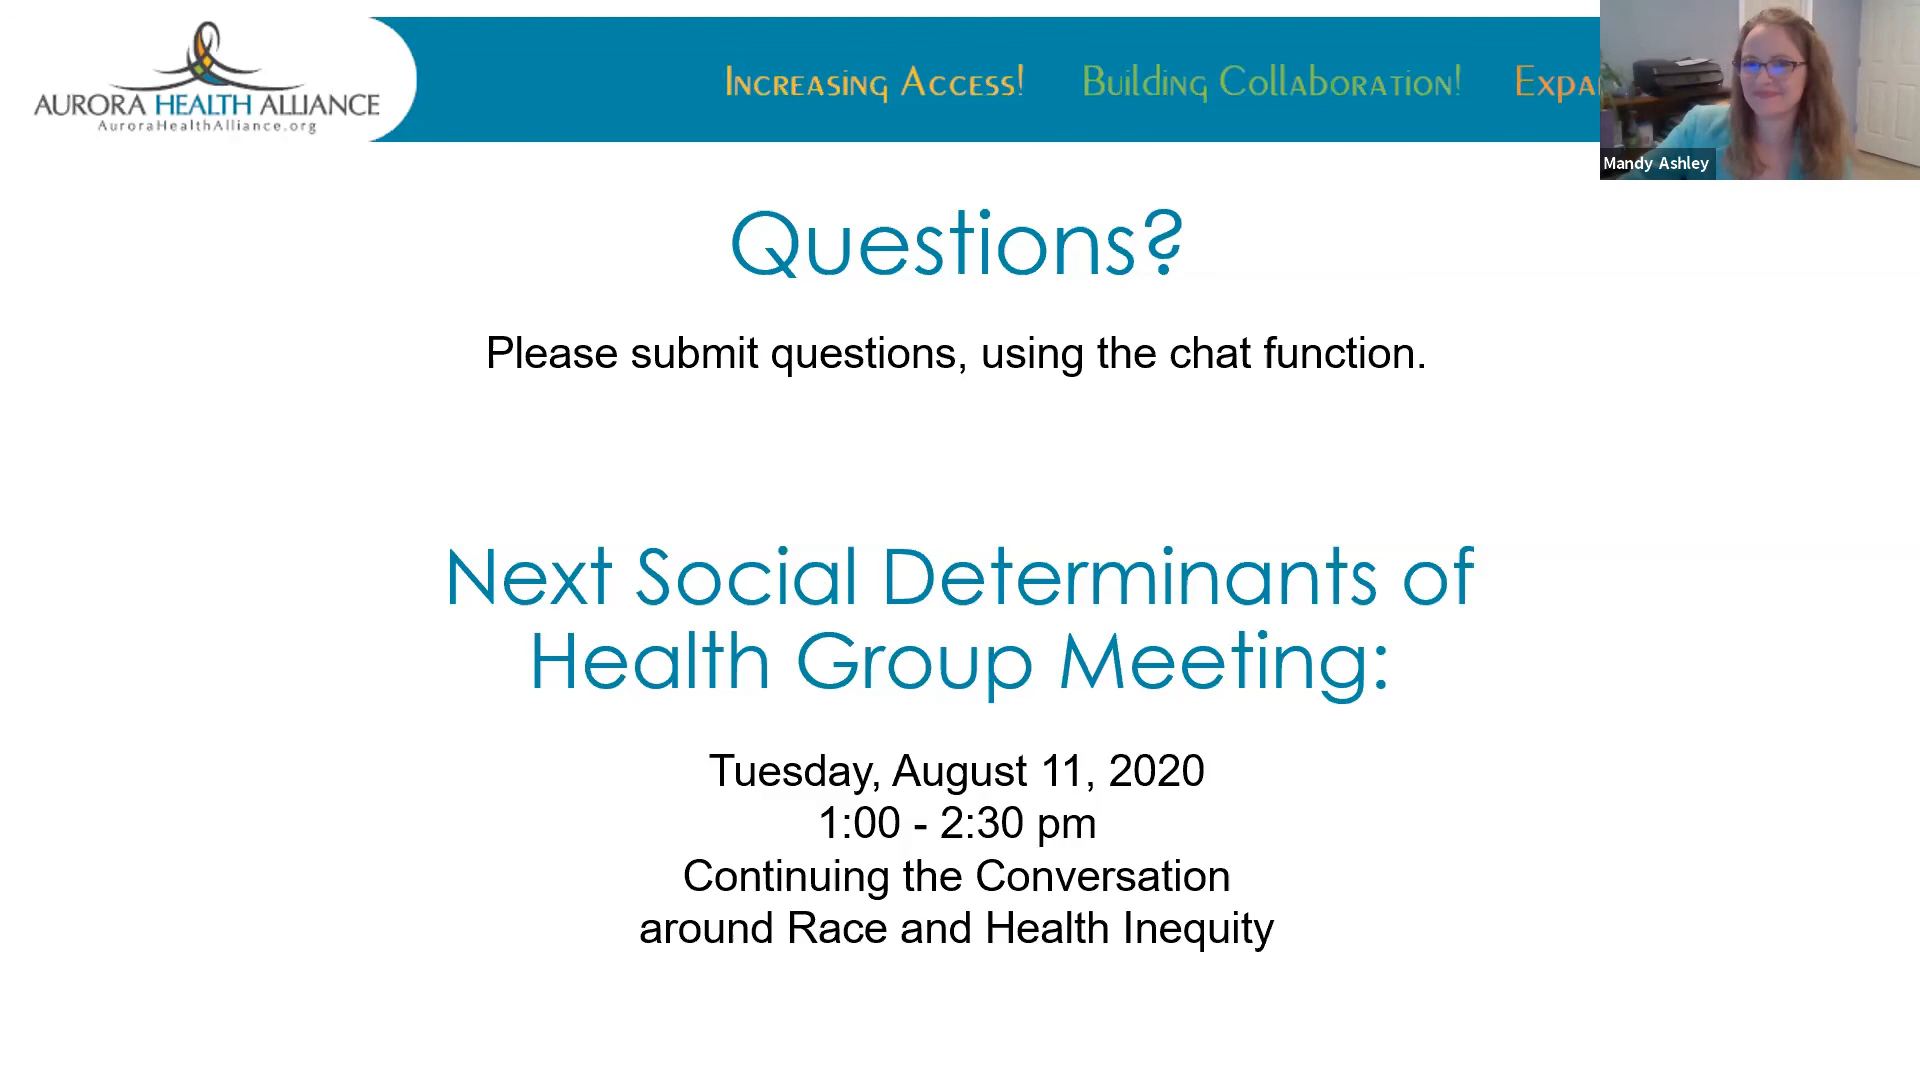 AURORA HEALTH ALLIANCE
AuroraHealthAlliance.org
Increasing Access! Building Collaboration! Expa
Mandy Ashley
Questions?
Please submit questions, using the chat function.
Next Social Determinants of
Health Group Meeting:
Tuesday, August 11, 2020
1:00 - 2:30 pm
Continuing the Conversation
around Race and Health Inequity